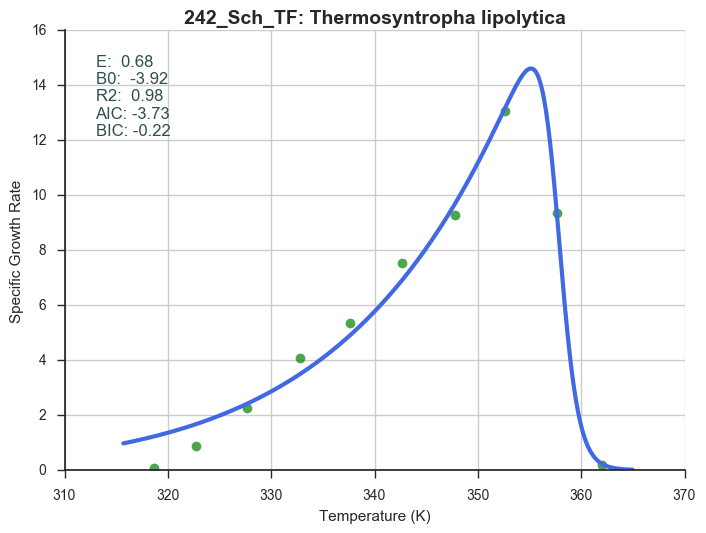 242_Sch_TF: Thermosyntropha lipolytica
E:  0.68
B0:  -3.92
R2:  0.98
AIC: -3.73
BIC: -0.22
Specific Growth Rate
16
14
12
10
8
6
4
2
0
310 320 330 340 350 360 370
Temperature (K)